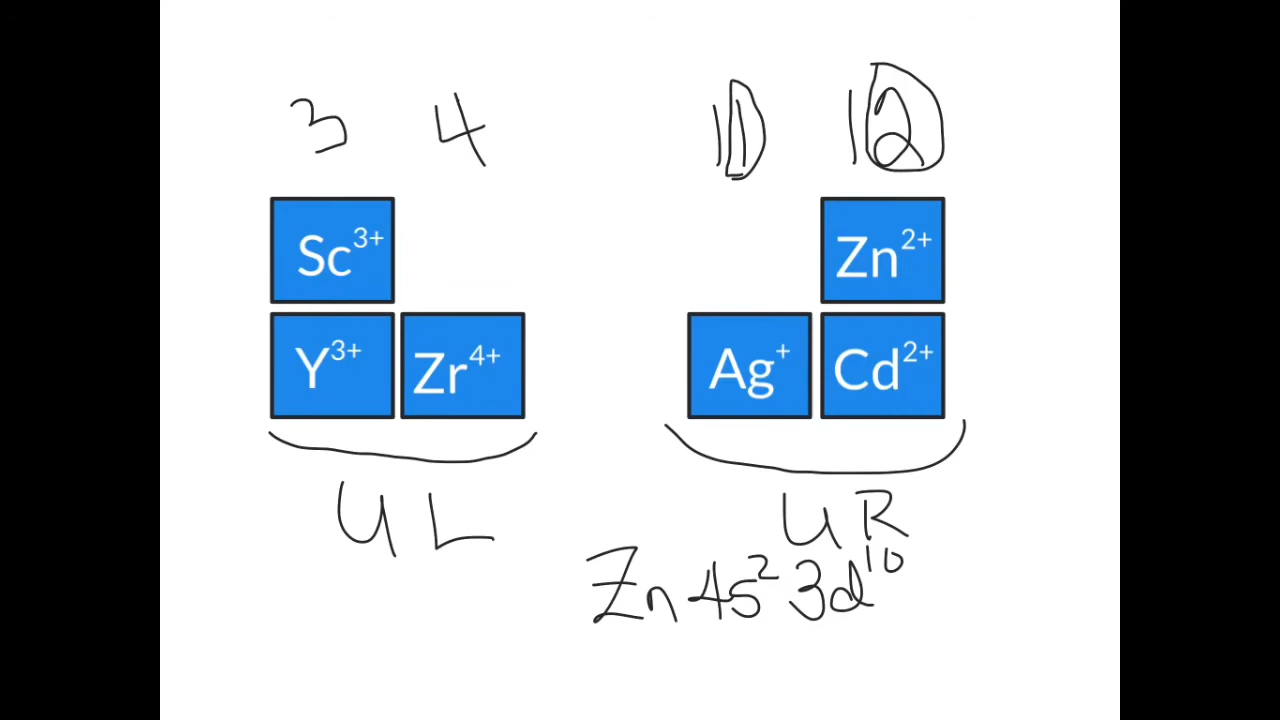 3 4 11 12
Sc³⁺ Zn²⁺
Y³⁺ Zr⁴⁺ Ag⁺ Cd²⁺
UL UR
Zn 4s² 3d¹⁰